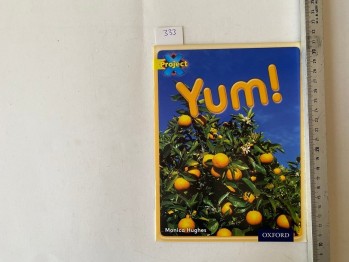 333
Project
X
Yum!
Monica Hughes
OXFORD